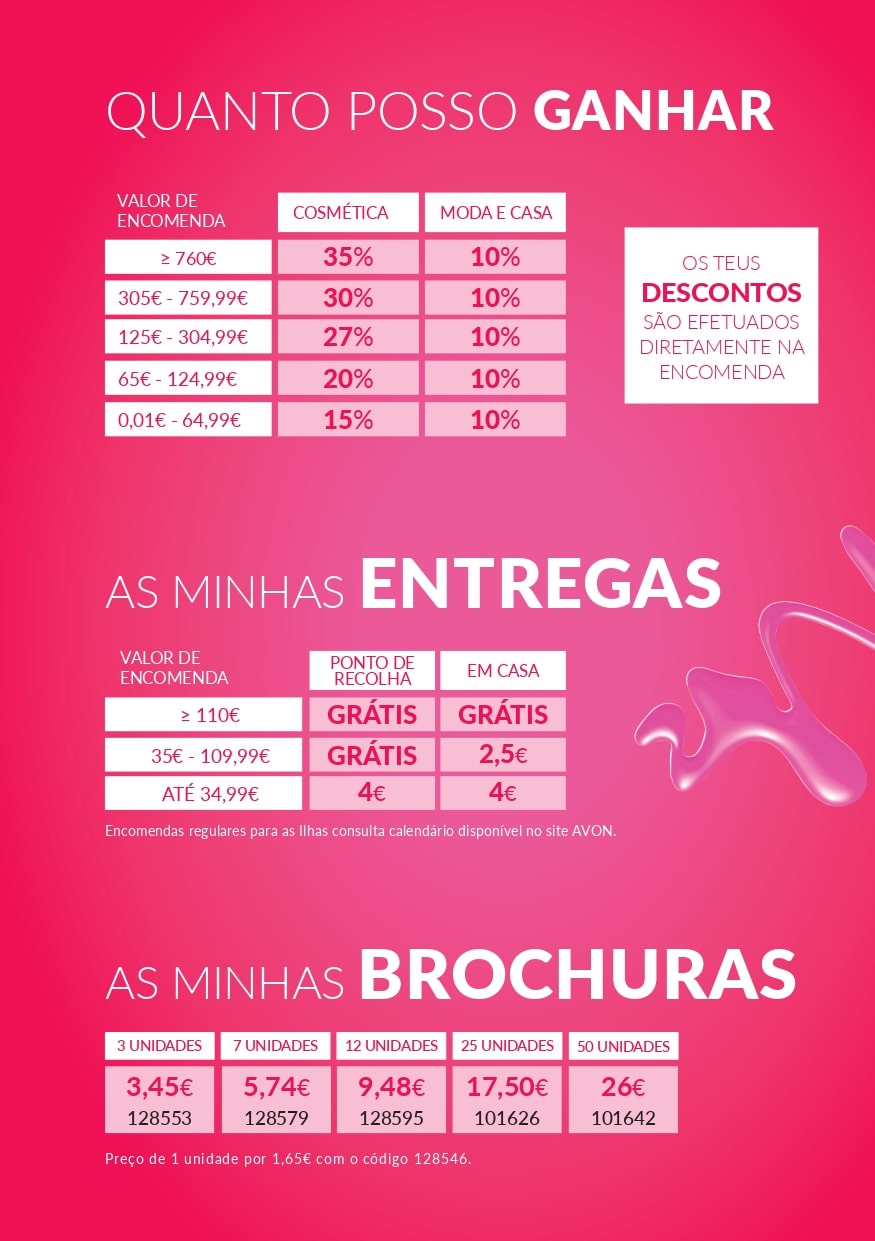 QUANTO POSSO GANHAR
VALOR DE
ENCOMENDA
COSMÉTICA
MODA E CASA
≥ 760€ 35% 10%
305€ - 759,99€ 30% 10%
125€ - 304,99€ 27% 10%
65€ - 124,99€ 20% 10%
0,01€ - 64,99€ 15% 10%
OS TEUS
DESCONTOS
SÃO EFETUADOS
DIRETAMENTE NA
ENCOMENDA
AS MINHAS ENTREGAS
VALOR DE
ENCOMENDA
PONTO DE
RECOLHA
EM CASA
≥ 110€ GRÁTIS GRÁTIS
35€ - 109,99€ GRÁTIS 2,5€
ATÉ 34,99€ 4€ 4€
Encomendas regulares para as Ilhas consulta calendário disponível no site AVON.
AS MINHAS BROCHURAS
3 UNIDADES 7 UNIDADES 12 UNIDADES 25 UNIDADES 50 UNIDADES
3,45€ 5,74€ 9,48€ 17,50€ 26€
128553 128579 128595 101626 101642
Preço de 1 unidade por 1,65€ com o código 128546.